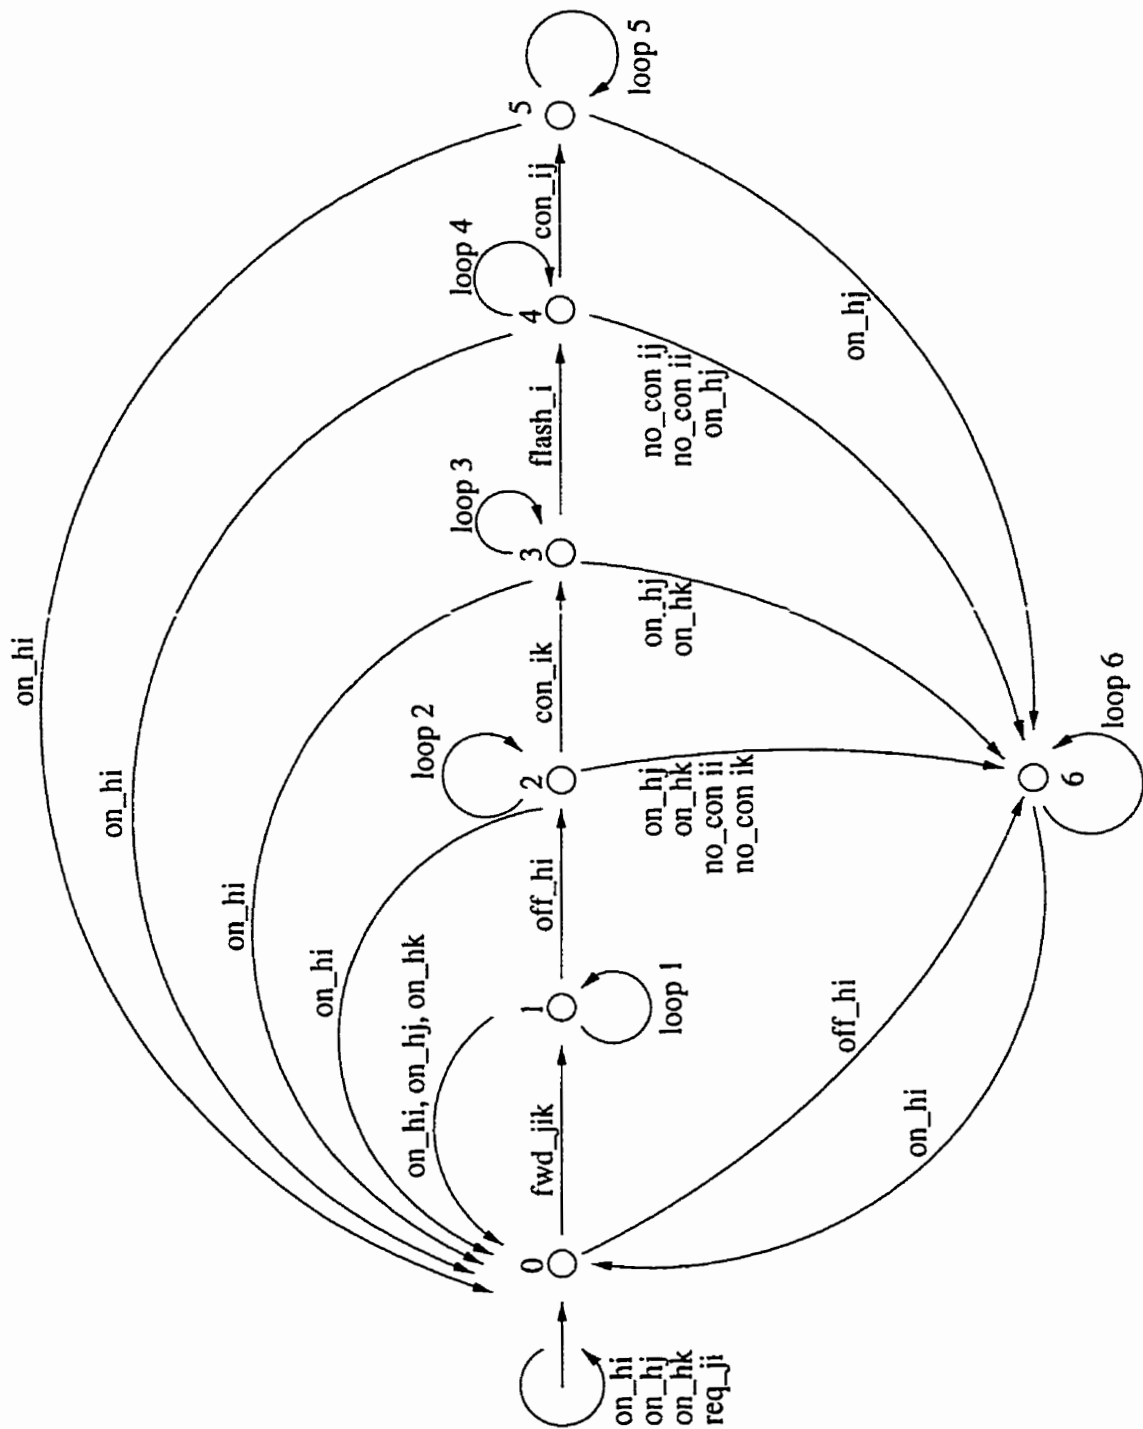 on_hi
on_hi
on_hi
on_hi
on_hi, on_hj, on_hk
loop 2
loop 3
loop 4
loop 5
0
1
2
3
4
5
fwd_jik
off_hi
con_ik
flash_i
con_ij
loop 1
on_hi
on_hj
on_hk
req_ji
on_hj
on_hk
no_con ii
no_con ik
on_hj
on_hk
no_con ij
no_con ii
on_hj
on_hj
off_hi
on_hi
6
loop 6